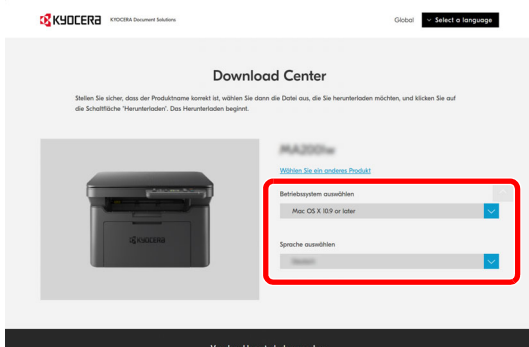 KYOCERA KYOCERA Document Solutions
Global Select a language
Download Center
Stellen Sie sicher, dass der Produktname korrekt ist, wählen Sie dann die Datei aus, die Sie herunterladen möchten, und klicken Sie auf
die Schaltfläche "Herunterladen". Das Herunterladen beginnt.
Wählen Sie ein anderes Produkt
Betriebssystem auswählen
Mac OS X 10.9 or later
KYOCERA
Sprache auswählen